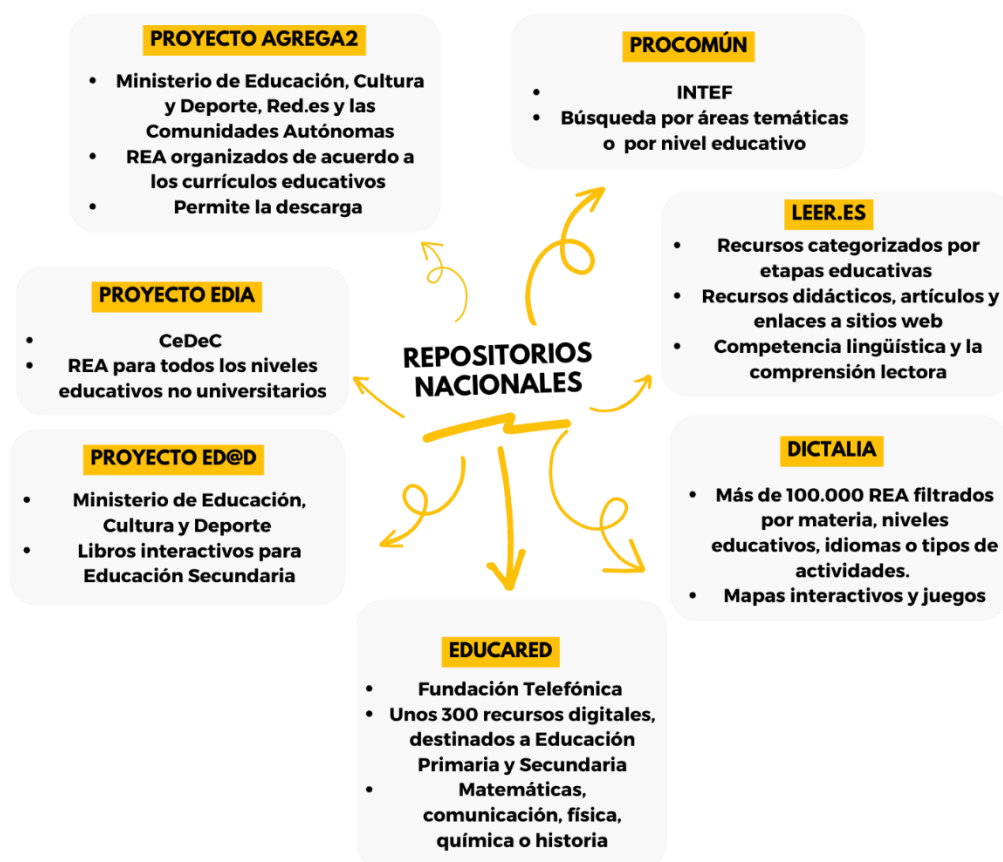 PROYECTO AGREGA2
• Ministerio de Educación, Cultura
y Deporte, Red.es y las
Comunidades Autónomas
• REA organizados de acuerdo a
los currículos educativos
• Permite la descarga
PROCOMÚN
• INTEF
• Búsqueda por áreas temáticas
o por nivel educativo
LEER.ES
• Recursos categorizados por
etapas educativas
• Recursos didácticos, artículos y
enlaces a sitios web
• Competencia lingüística y la
comprensión lectora
PROYECTO EDIA
• CeDeC
• REA para todos los niveles
educativos no universitarios
REPOSITORIOS
NACIONALES
PROYECTO ED@D
• Ministerio de Educación,
Cultura y Deporte
• Libros interactivos para
Educación Secundaria
DICTALIA
• Más de 100.000 REA filtrados
por materia, niveles
educativos, idiomas o tipos de
actividades.
• Mapas interactivos y juegos
EDUCARED
• Fundación Telefónica
• Unos 300 recursos digitales,
destinados a Educación
Primaria y Secundaria
• Matemáticas,
comunicación, física,
química o historia